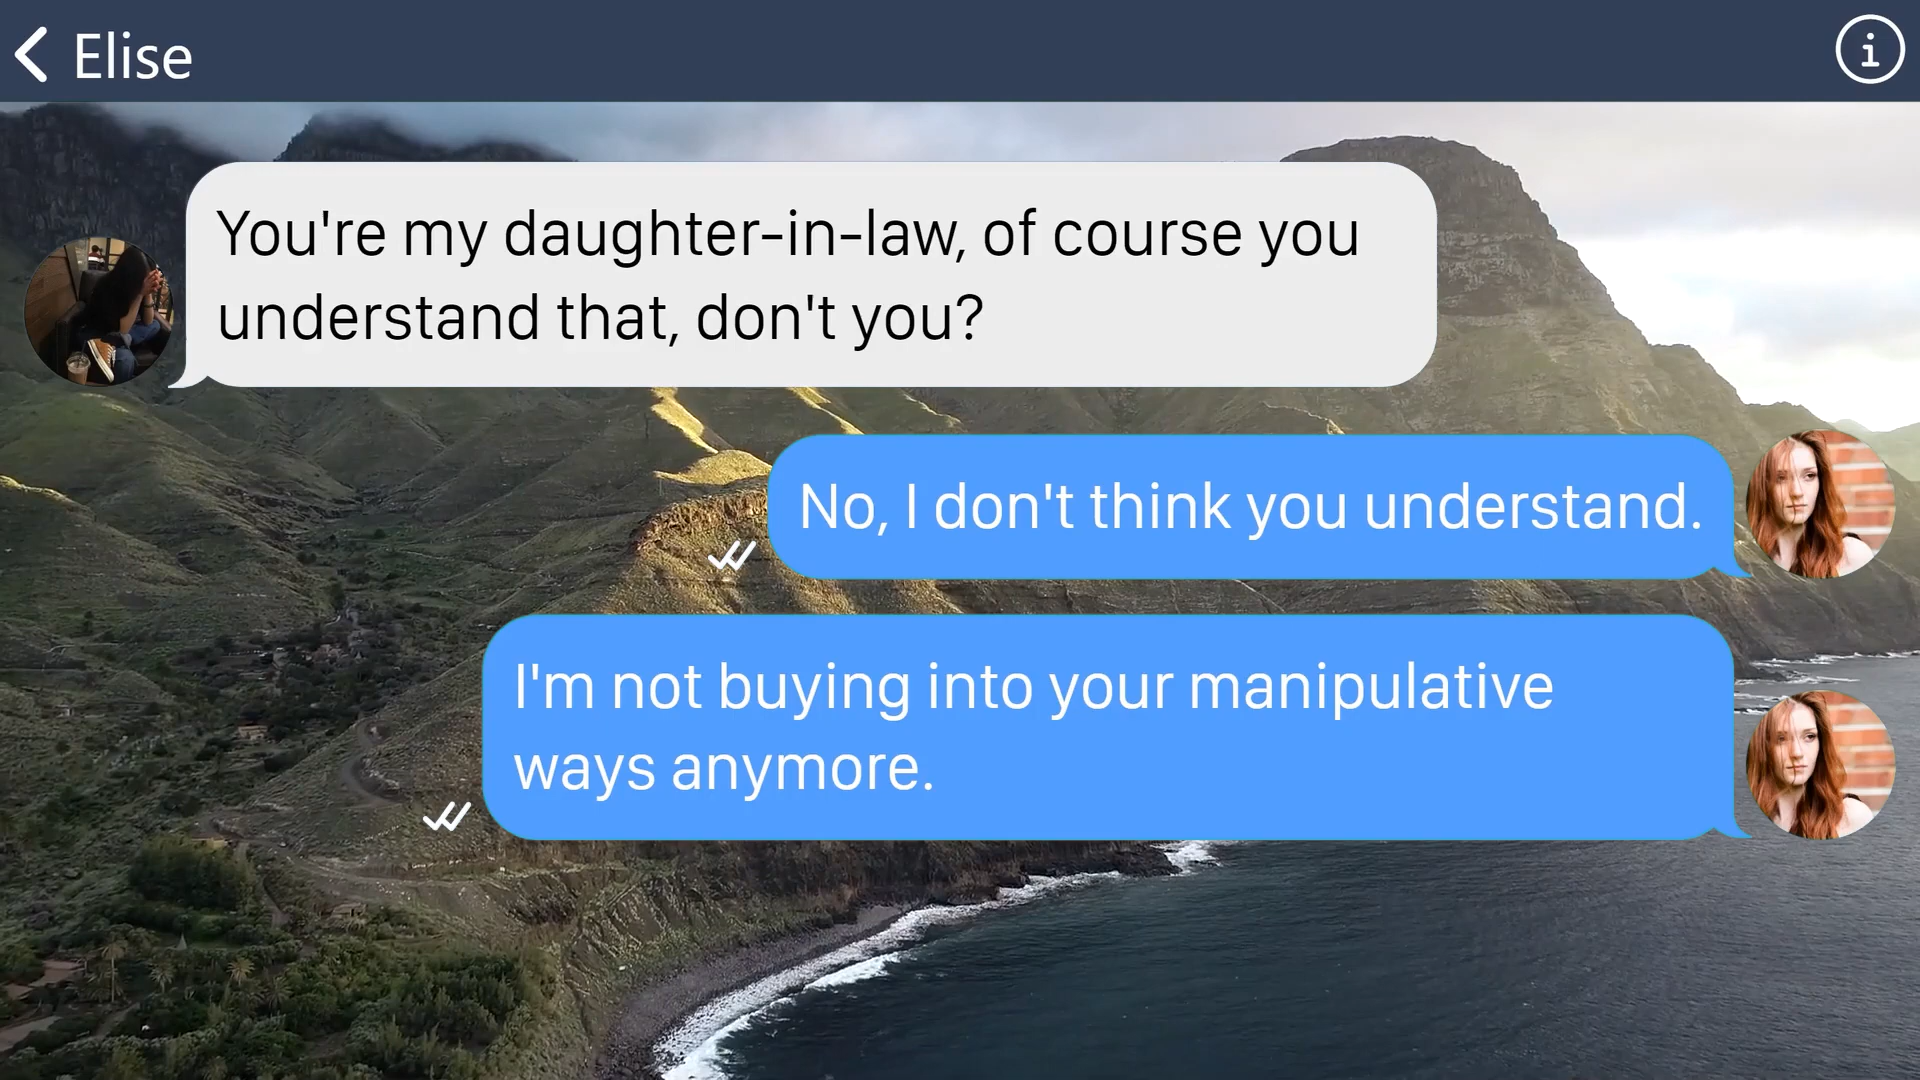 Elise
You're my daughter-in-law, of course you
understand that, don't you?
No, I don't think you understand.
I'm not buying into your manipulative
ways anymore.